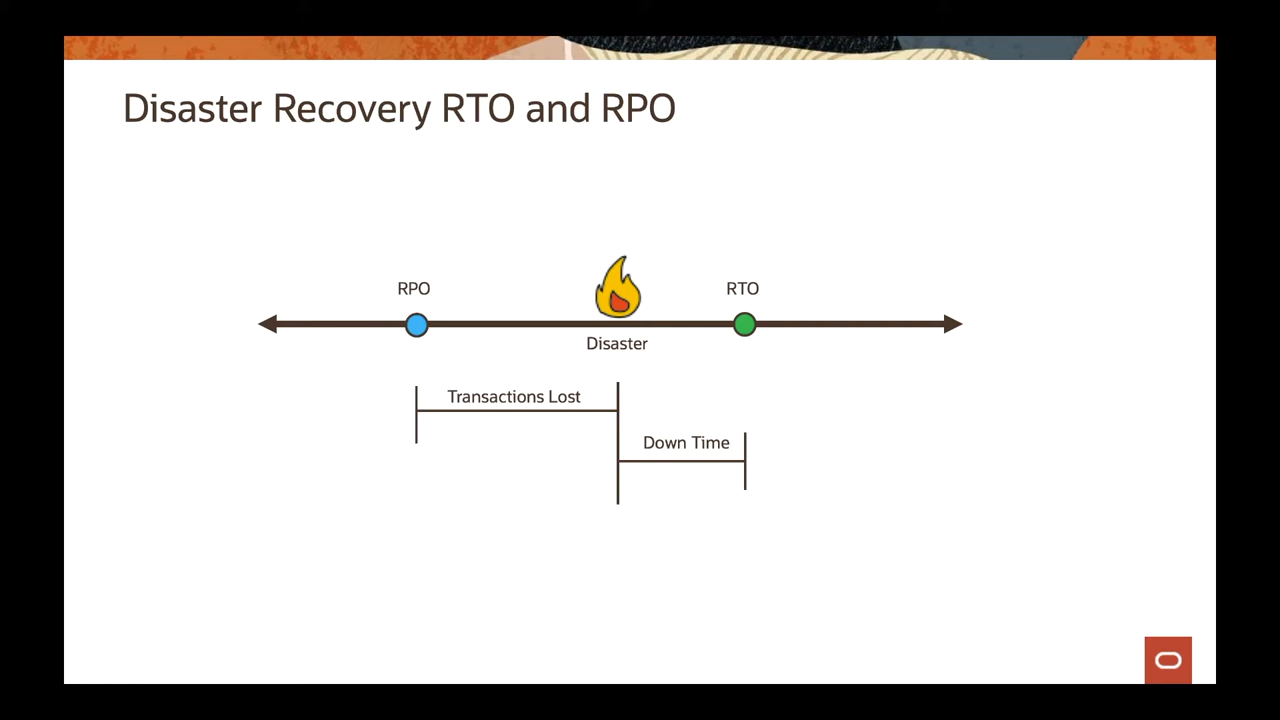 Disaster Recovery RTO and RPO
RPO
RTO
Disaster
Transactions Lost
Down Time